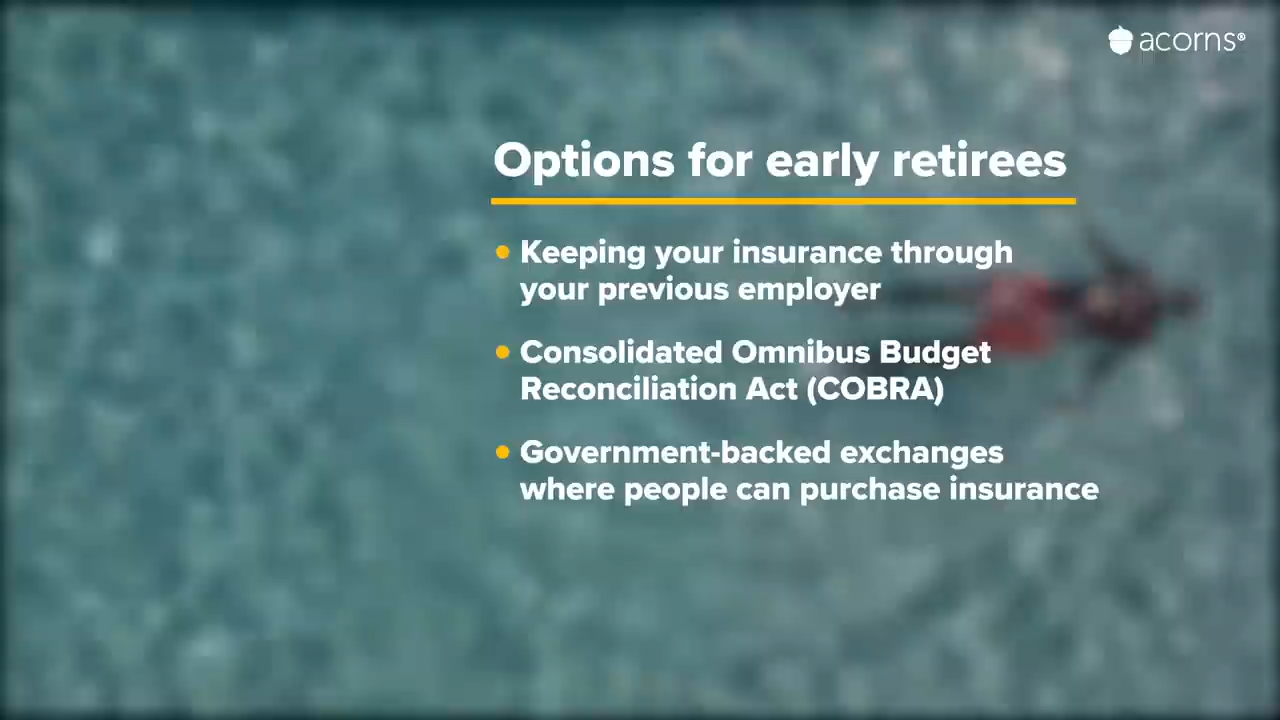 acorns®
Options for early retirees
• Keeping your insurance through
your previous employer
• Consolidated Omnibus Budget
Reconciliation Act (COBRA)
• Government-backed exchanges
where people can purchase insurance